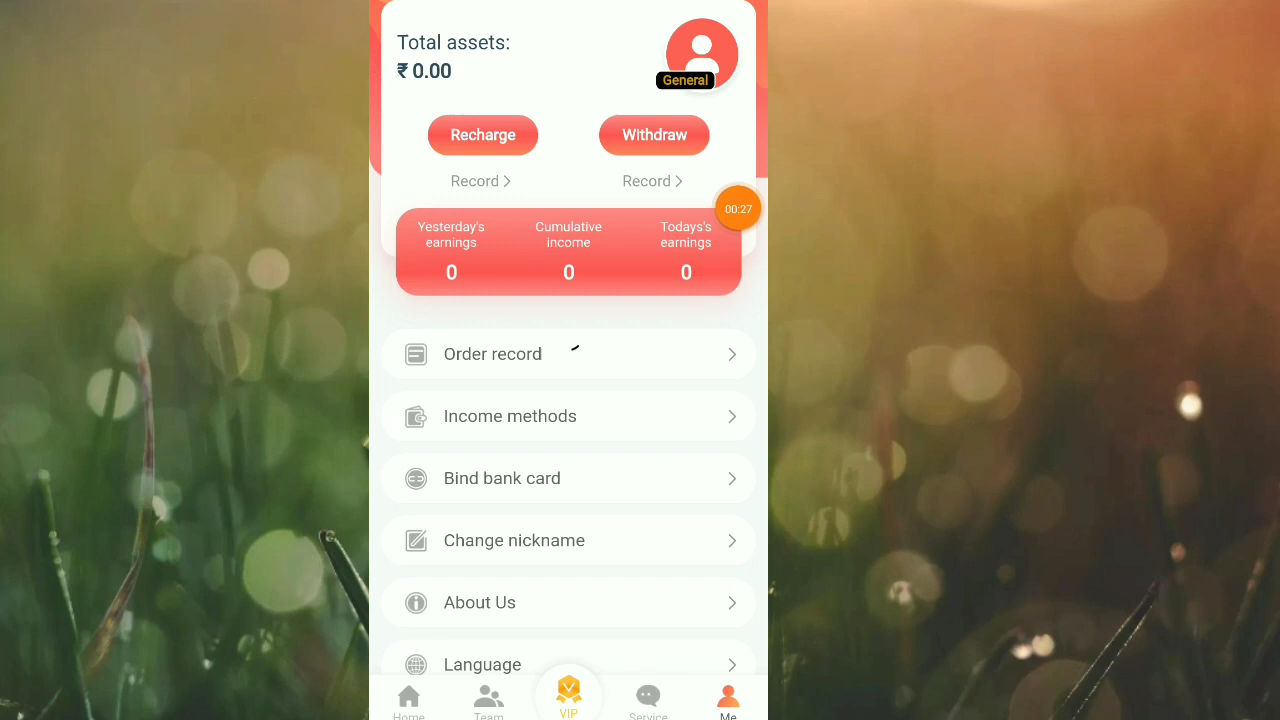 Total assets:
₹ 0.00
General
Recharge
Withdraw
Record
Record
00:27
Yesterday's earnings
Cumulative income
Todays's earnings
0
0
0
Order record
Income methods
Bind bank card
Change nickname
About Us
Language
Home
Team
VIP
Service
Me